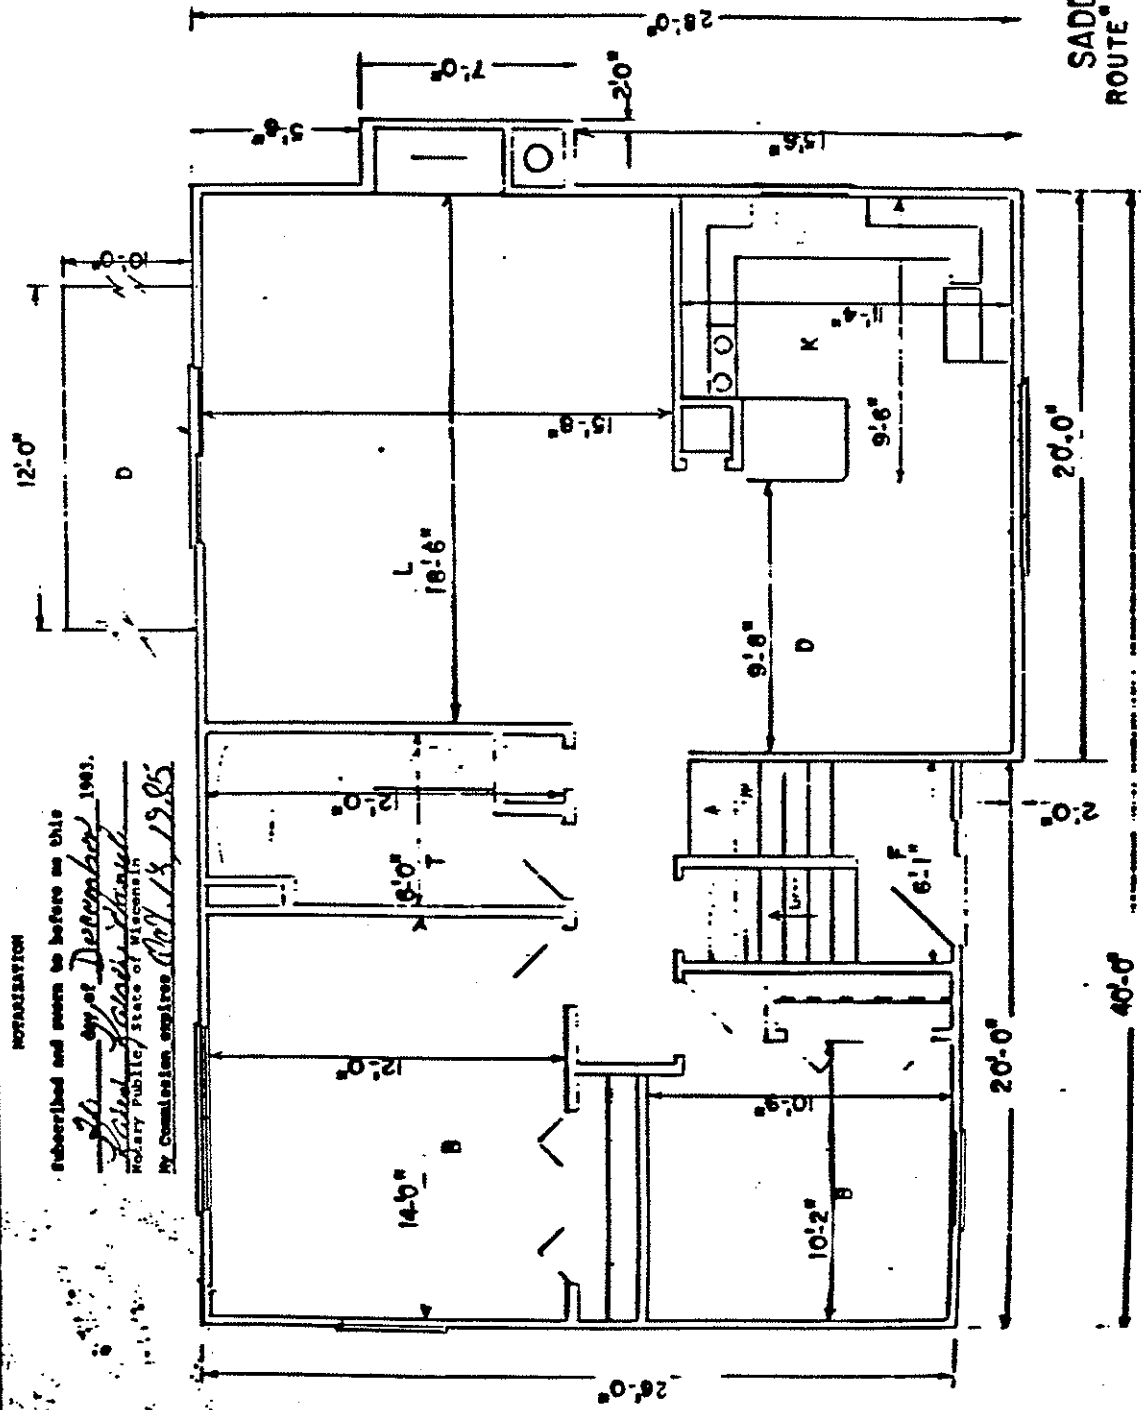 NOTARIZATION
Subscribed and sworn to before me this
day of December 1983.
Notary Public, State of Wisconsin
My Commission expires
1985
12'-0"
10'-0"
D
5'-6"
7'-0"
28'-0"
2'0"
SADD
ROUTE "
L
18'-6"
15'-8"
15'6"
11'-4"
K
9'-6"
9'-8"
D
20'-0"
12'-0"
6'-0"
T
F
6'-1"
2'-0"
12'-0"
14'-0"
B
10'-9"
10'-2"
B
20'-0"
40'-0"
26'-0"